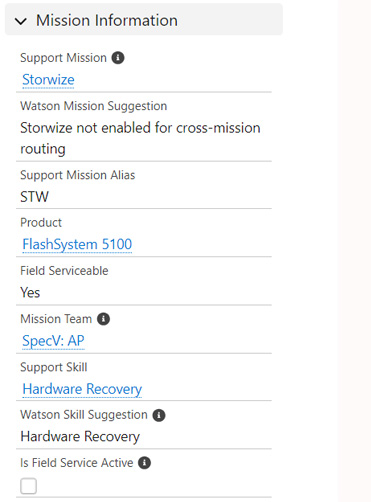 Mission Information
Support Mission
Storwize
Watson Mission Suggestion
Storwize not enabled for cross-mission
routing
Support Mission Alias
STW
Product
FlashSystem 5100
Field Serviceable
Yes
Mission Team
SpecV: AP
Support Skill
Hardware Recovery
Watson Skill Suggestion
Hardware Recovery
Is Field Service Active